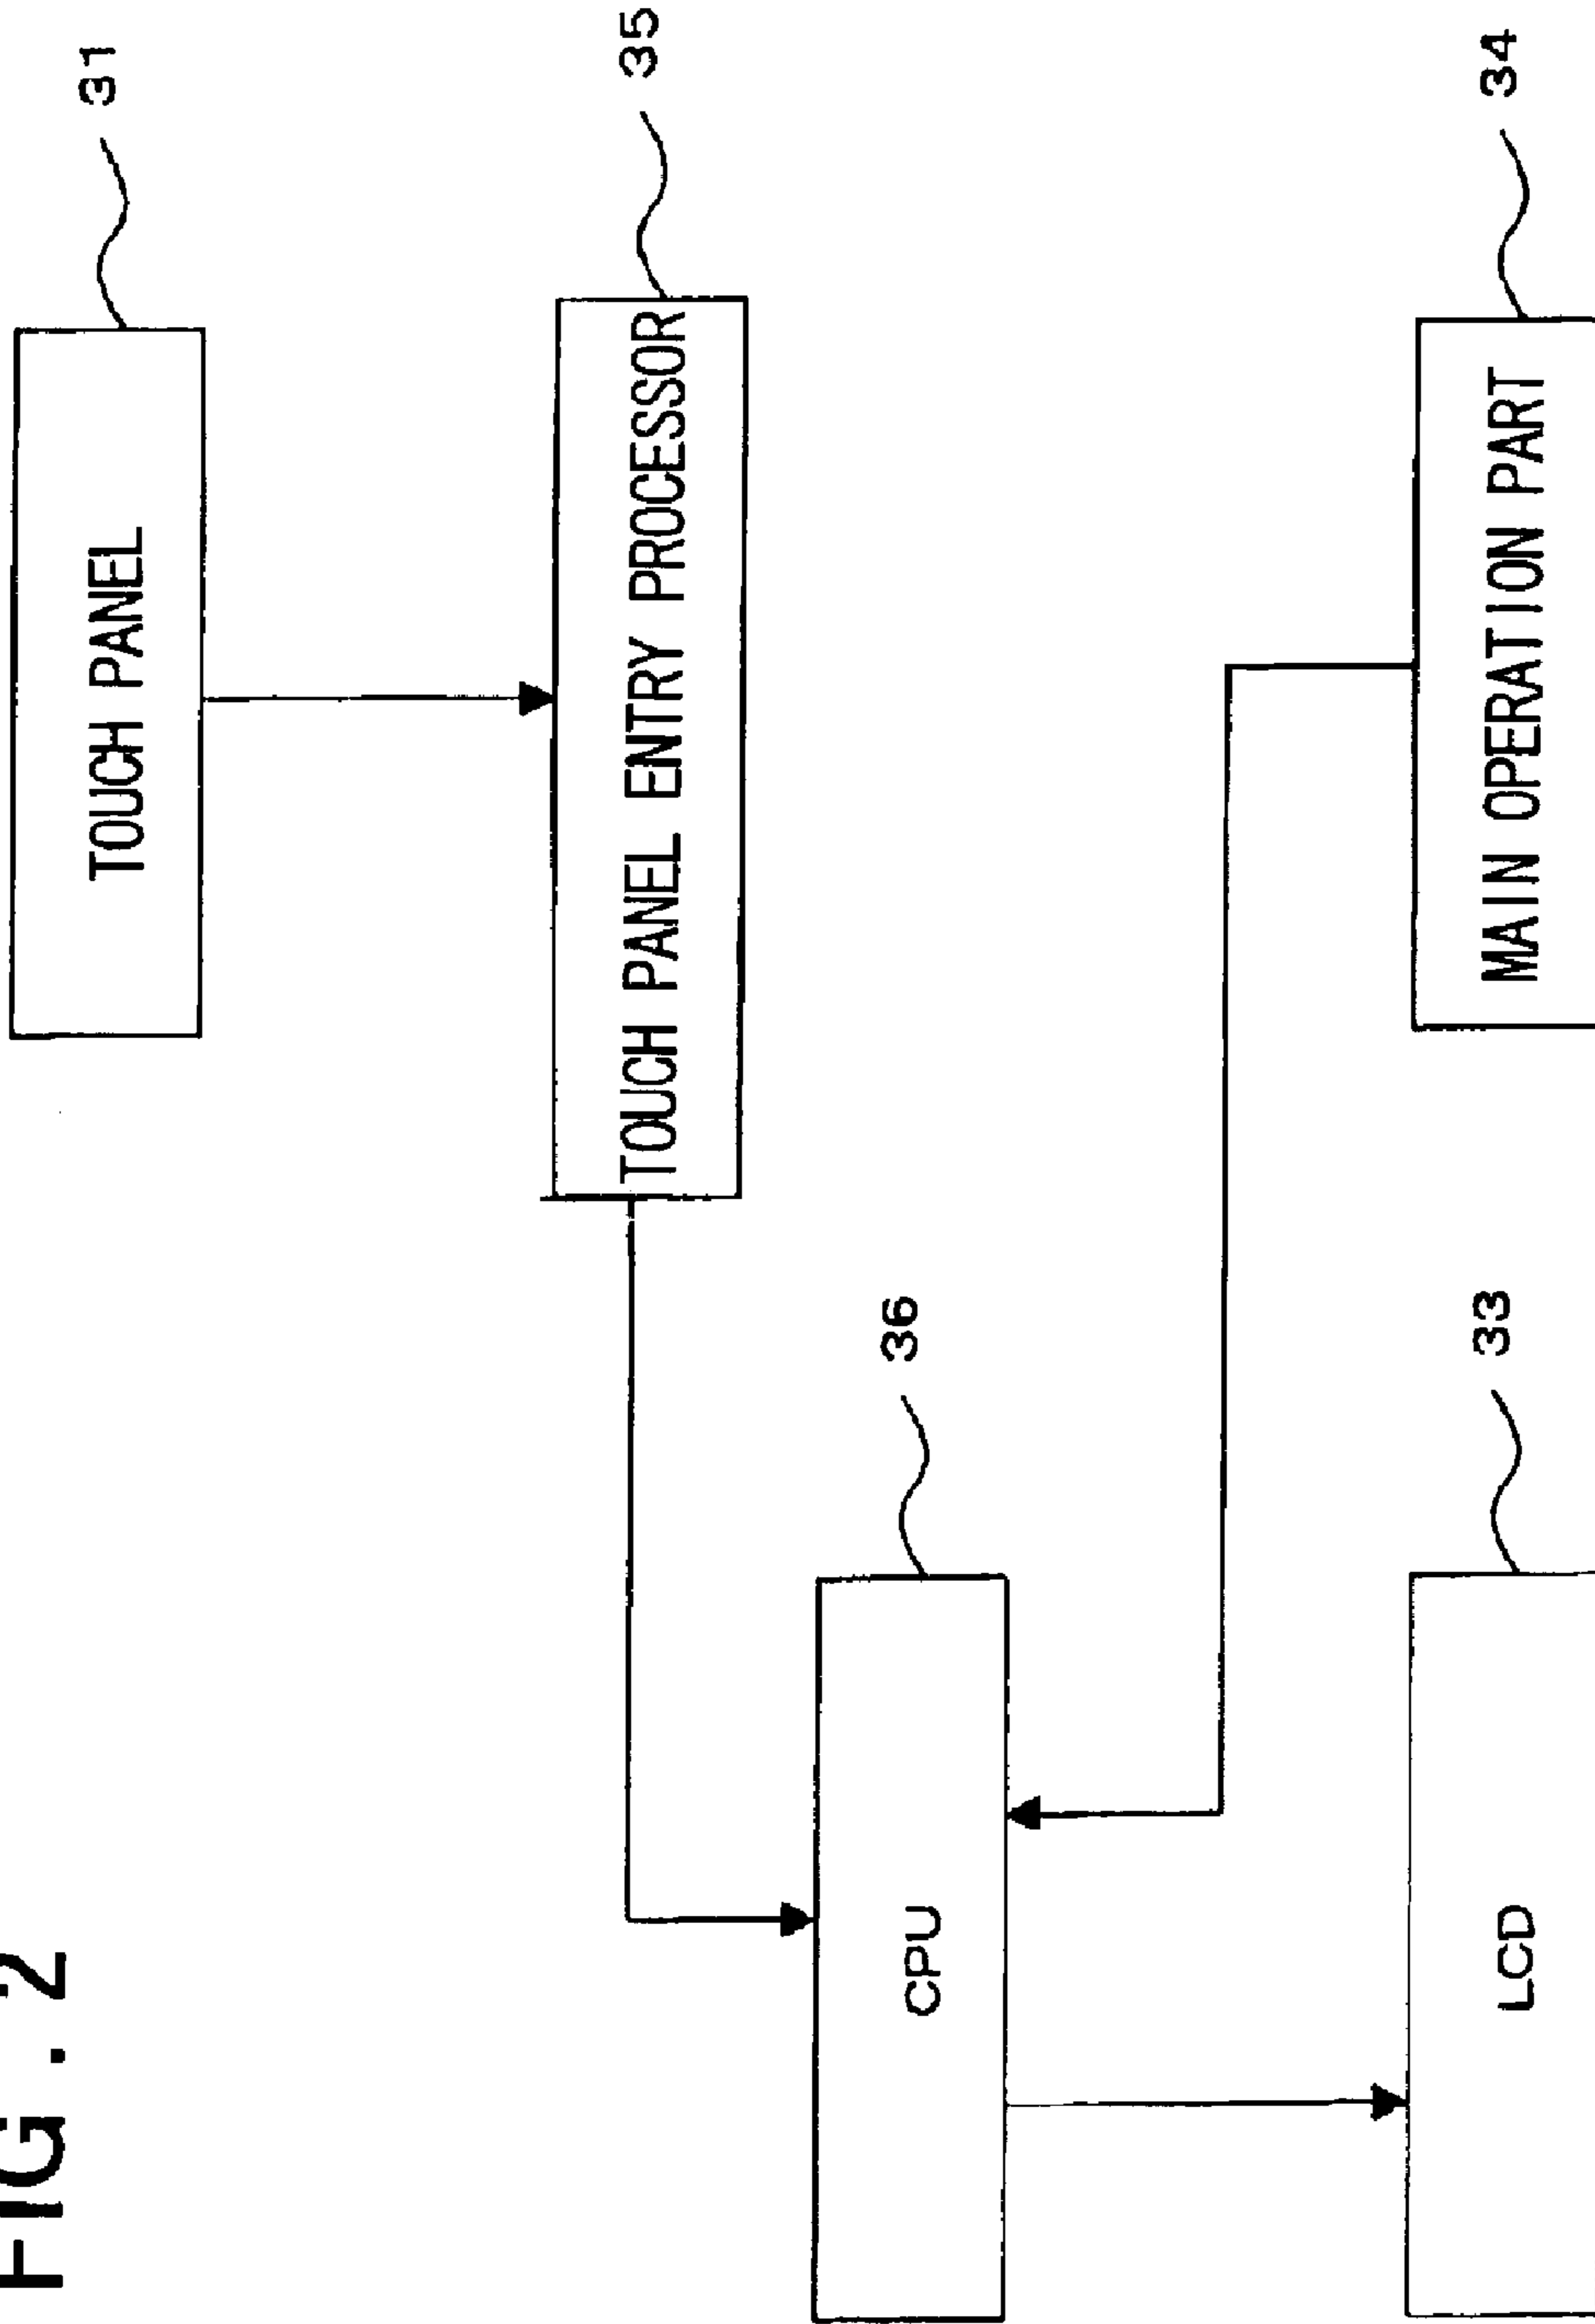 FIG. 2
TOUCH PANEL
31
TOUCH PANEL ENTRY PROCESSOR
35
CPU
36
MAIN OPERATION PART
34
LCD
33